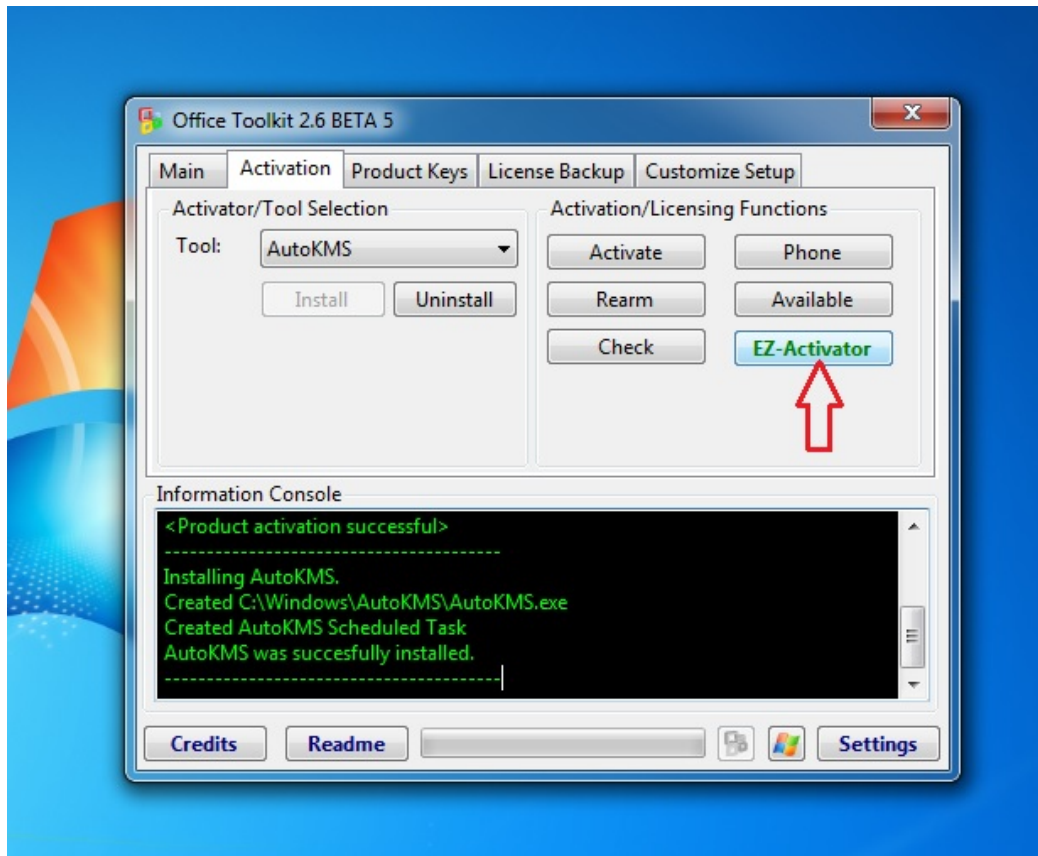 Office Toolkit 2.6 BETA 5
Main Activation Product Keys License Backup Customize Setup
Activator/Tool Selection
Tool: AutoKMS
Install Uninstall
Activation/Licensing Functions
Activate Phone
Rearm Available
Check EZ-Activator
Information Console
<Product activation successful>
----------------------------------------
Installing AutoKMS.
Created C:\Windows\AutoKMS\AutoKMS.exe
Created AutoKMS Scheduled Task
AutoKMS was succesfully installed.
----------------------------------------
Credits Readme Settings